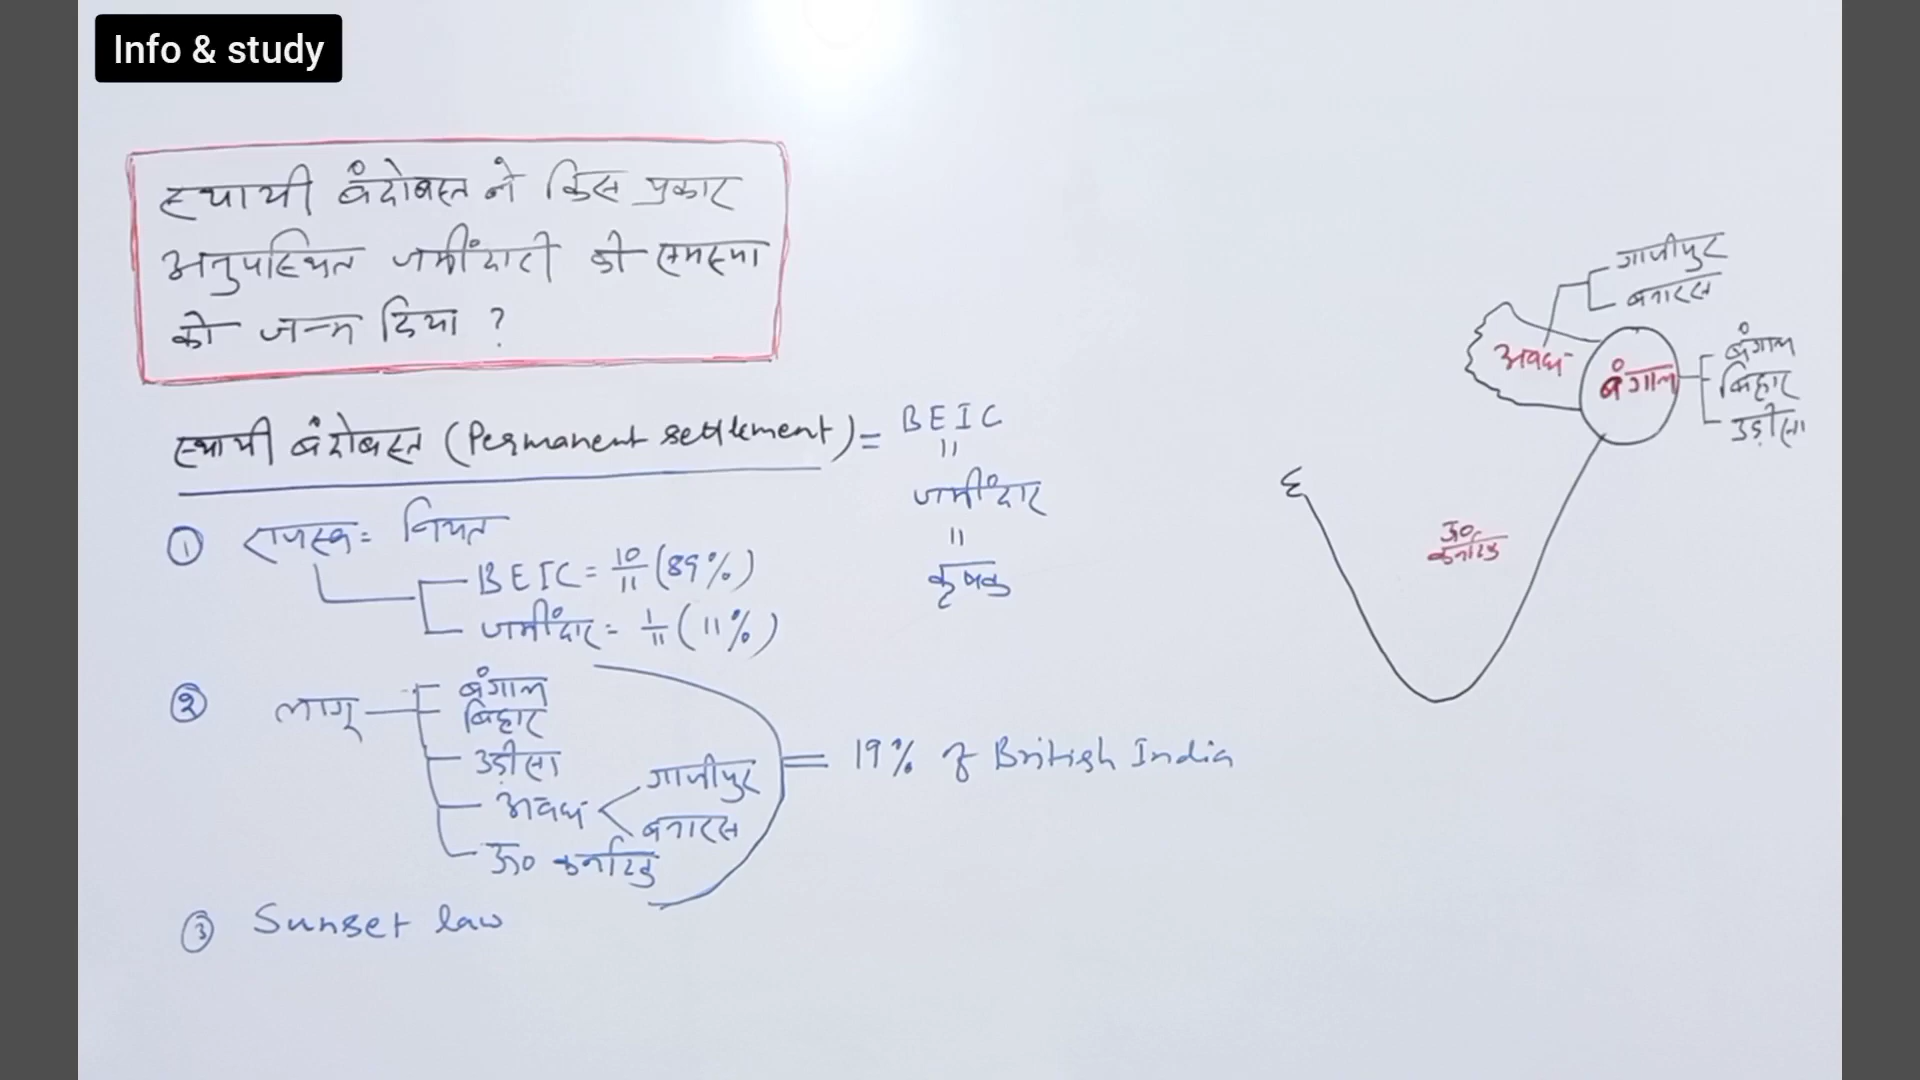 Info & study
स्थायी बंदोबस्त ने किस प्रकार
अनुपस्थित जमींदारी की समस्या
को जन्म दिया ?
स्थायी बंदोबस्त (Permanent settlement) = BEIC
"
जमींदार
"
कृषक
① राजस्व = नियत
BEIC = 10/11 (89%)
जमींदार = 1/11 (11%)
② लागू
बंगाल
बिहार
उड़ीसा
अवध
गाजीपुर
बनारस
उ० कर्नाटक
= 19% of British India
③ Sunset law
गाजीपुर
बनारस
अवध
बंगाल
बंगाल
बिहार
उड़ीसा
उ०
कर्नाटक